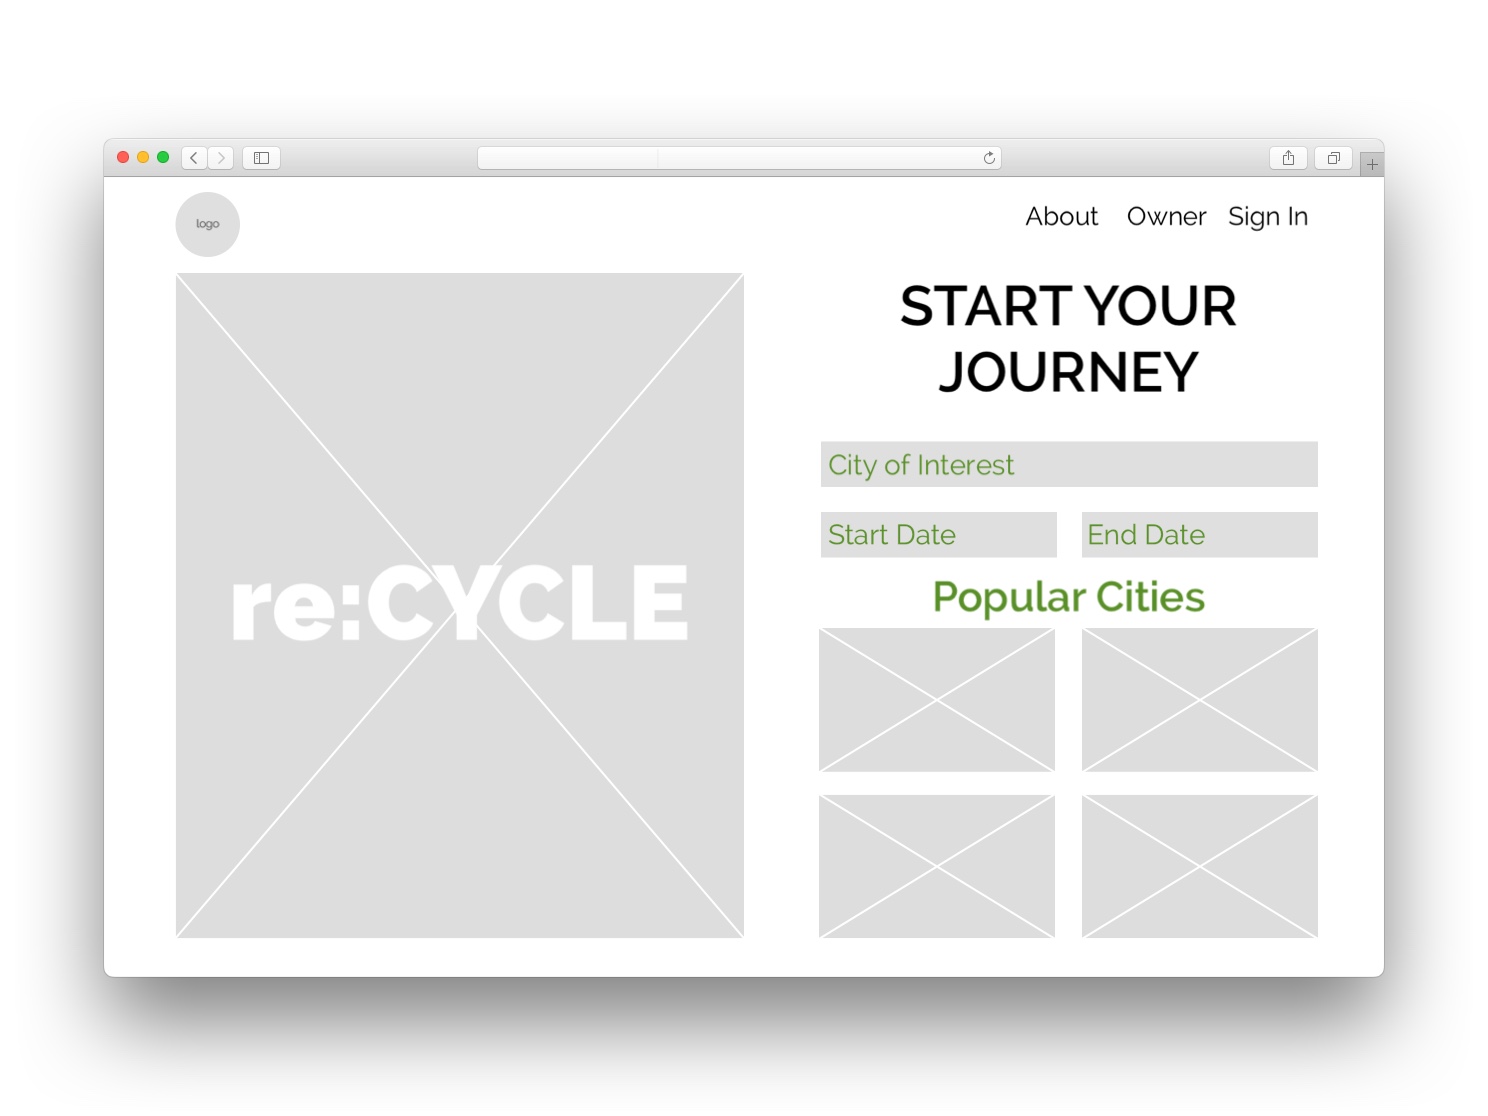 logo
About Owner Sign In
START YOUR
JOURNEY
City of Interest
Start Date End Date
Popular Cities
re:CYCLE